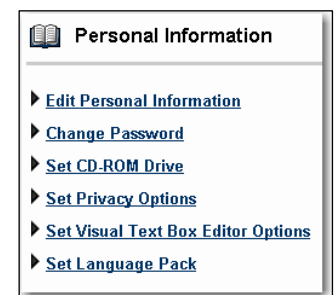 Personal Information
Edit Personal Information
Change Password
Set CD-ROM Drive
Set Privacy Options
Set Visual Text Box Editor Options
Set Language Pack